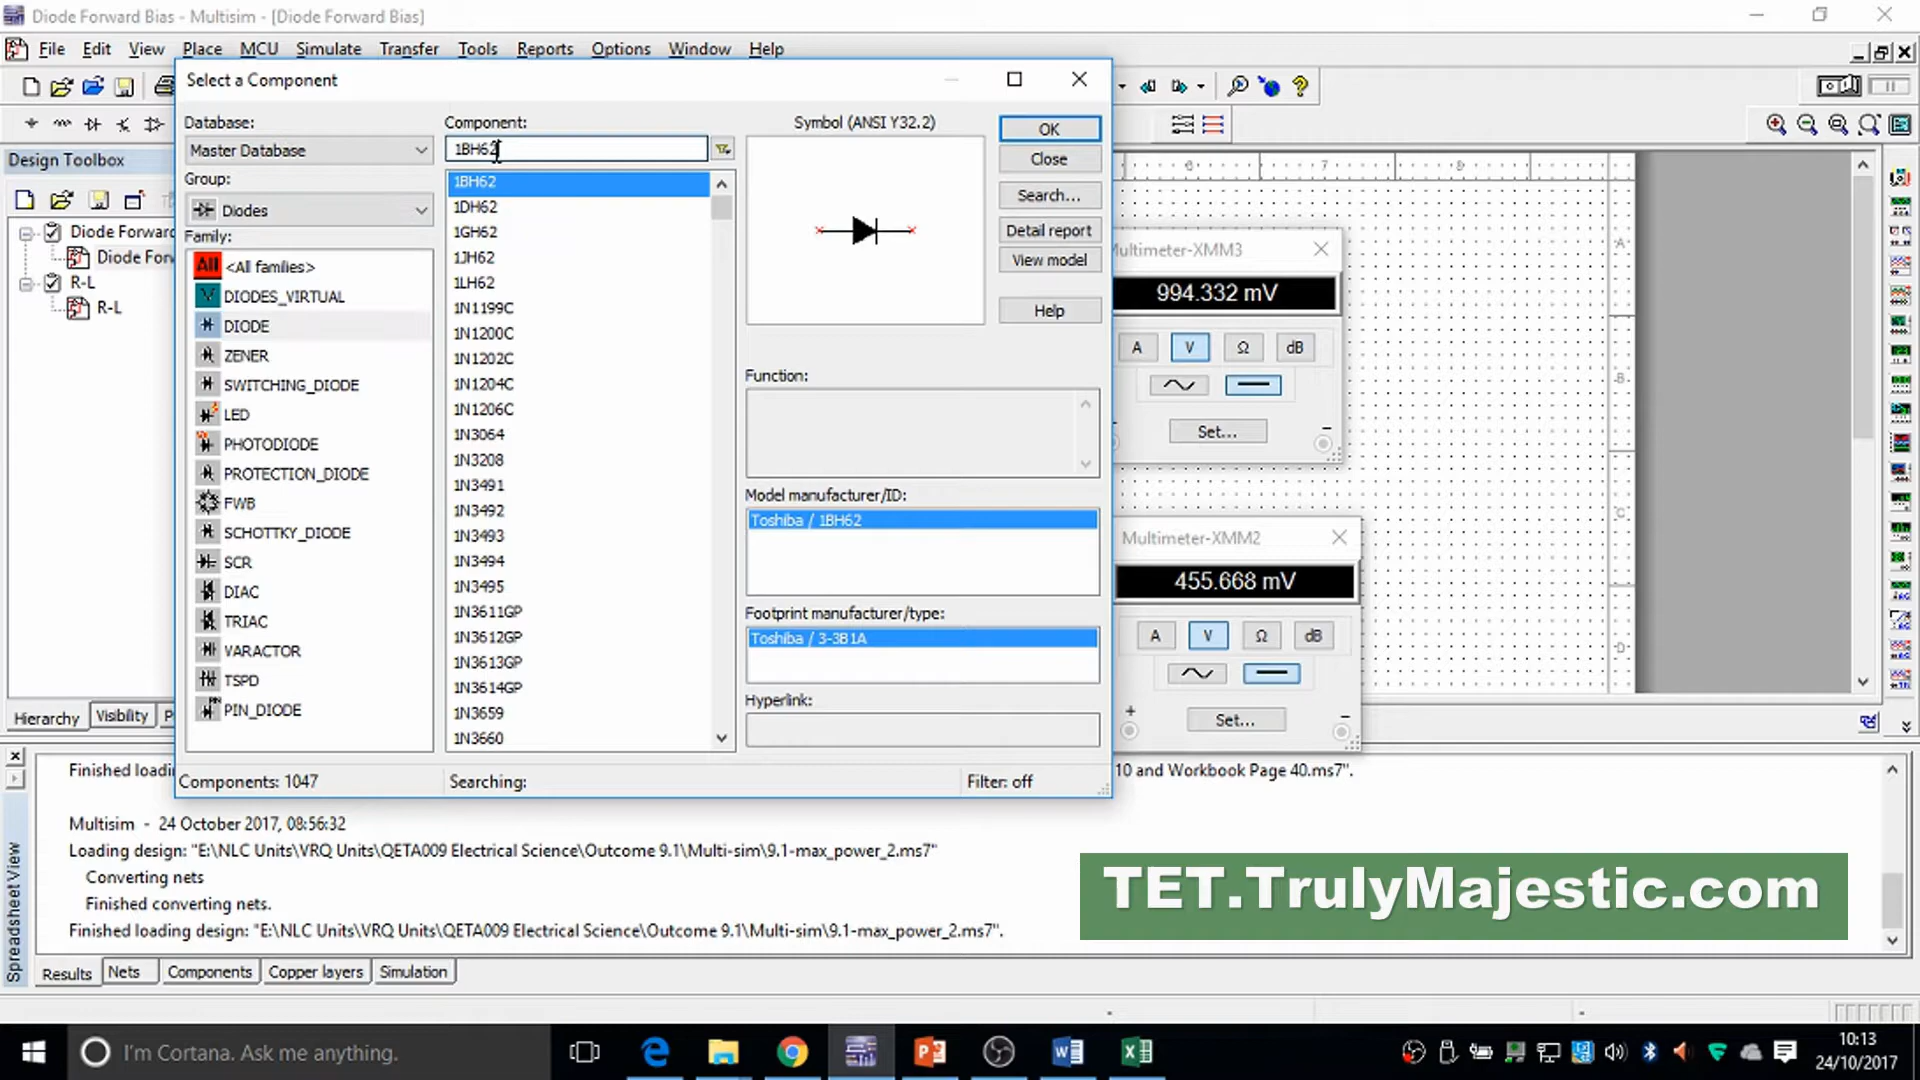 Diode Forward Bias - Multisim - [Diode Forward Bias]
File Edit View Place MCU Simulate Transfer Tools Reports Options Window Help
Select a Component
Database:
Master Database
Group:
Diodes
Family:
All <All families>
DIODES_VIRTUAL
DIODE
ZENER
SWITCHING_DIODE
LED
PHOTODIODE
PROTECTION_DIODE
FWB
SCHOTTKY_DIODE
SCR
DIAC
TRIAC
VARACTOR
TSPD
PIN_DIODE
Component:
1BH62
1BH62
1DH62
1GH62
1JH62
1LH62
1N1199C
1N1200C
1N1202C
1N1204C
1N1206C
1N3064
1N3208
1N3491
1N3492
1N3493
1N3494
1N3495
1N3611GP
1N3612GP
1N3613GP
1N3614GP
1N3659
1N3660
Symbol (ANSI Y32.2)
Function:
Model manufacturer/ID:
Toshiba / 1BH62
Footprint manufacturer/type:
Toshiba / 3-3B1A
Hyperlink:
OK
Close
Search...
Detail report
View model
Help
Components: 1047
Searching:
Filter: off
Design Toolbox
Diode Forward
Diode Forw
R-L
R-L
Hierarchy Visibility
6 7 8
A
B
C
D
Multimeter-XMM3
994.332 mV
A V Ω dB
Set...
Multimeter-XMM2
455.668 mV
A V Ω dB
+ −
Set...
Finished loadi
10 and Workbook Page 40.ms7".
Multisim - 24 October 2017, 08:56:32
Loading design: "E:\NLC Units\VRQ Units\QETA009 Electrical Science\Outcome 9.1\Multi-sim\9.1-max_power_2.ms7"
Converting nets
Finished converting nets.
Finished loading design: "E:\NLC Units\VRQ Units\QETA009 Electrical Science\Outcome 9.1\Multi-sim\9.1-max_power_2.ms7".
Spreadsheet View
Results Nets Components Copper layers Simulation
TET.TrulyMajestic.com
I'm Cortana. Ask me anything.
10:13
24/10/2017